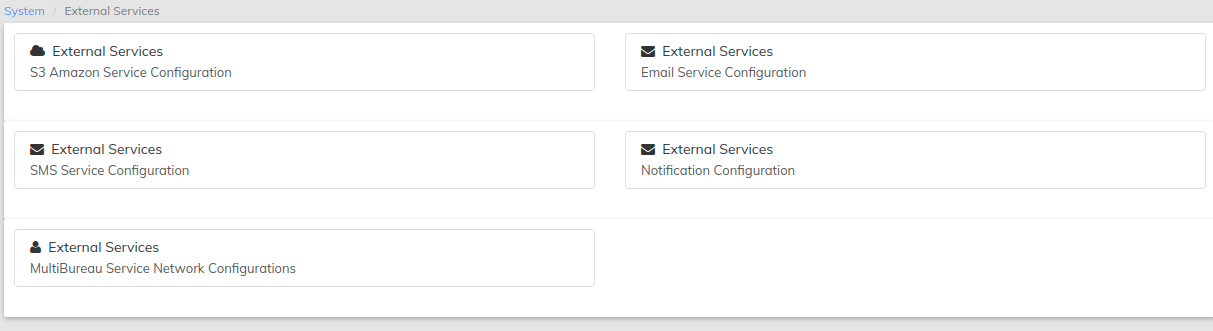 System / External Services
External Services
S3 Amazon Service Configuration
External Services
Email Service Configuration
External Services
SMS Service Configuration
External Services
Notification Configuration
External Services
MultiBureau Service Network Configurations